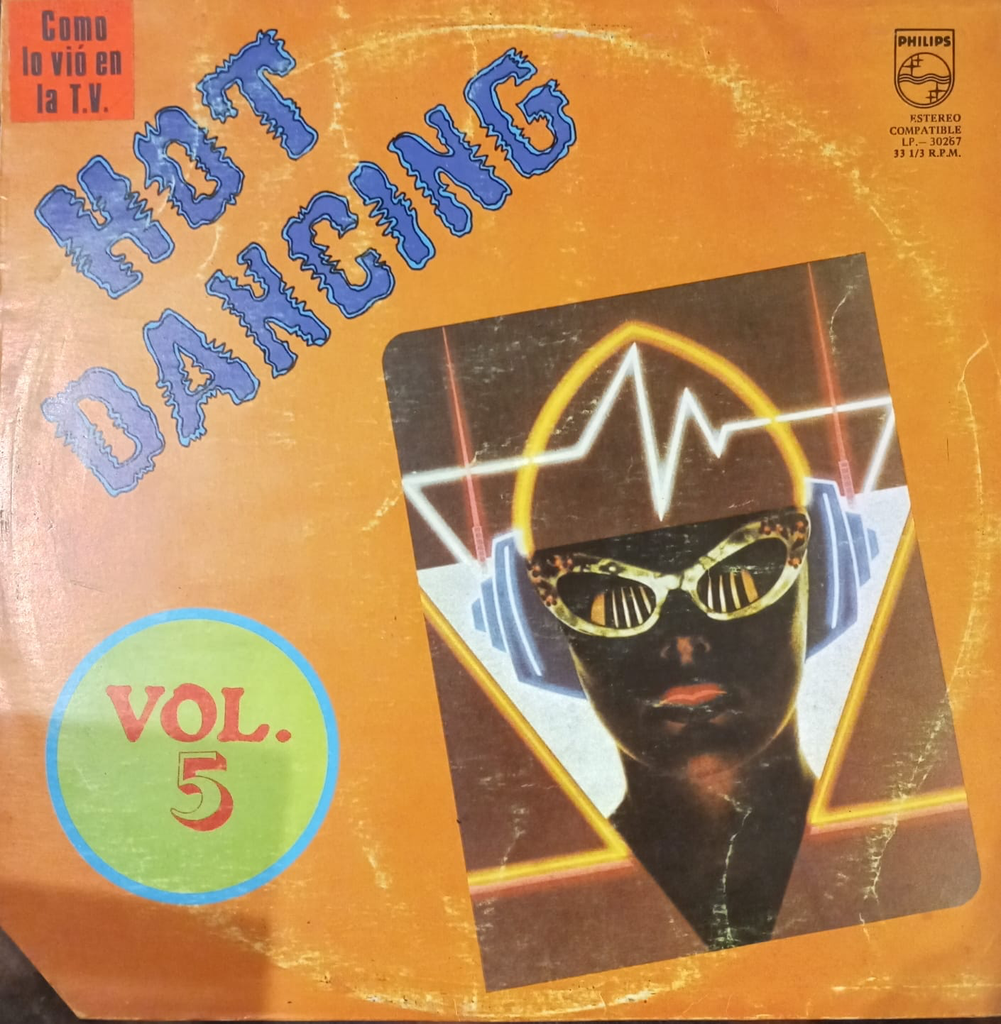 Como
lo vió en
la T.V.
HOT
DANCING
PHILIPS
ESTEREO
COMPATIBLE
LP.- 30267
33 1/3 R.P.M.
VOL.
5